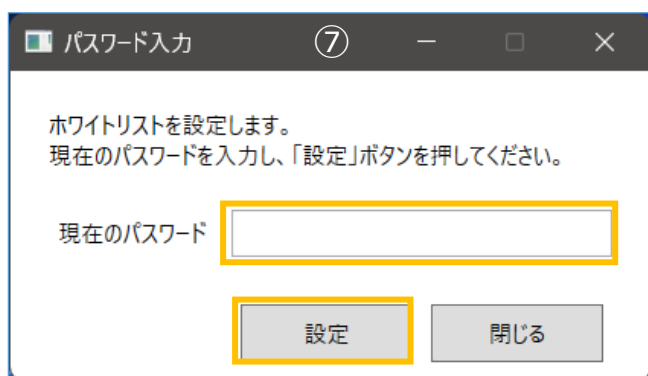 パスワード入力 ⑦
ホワイトリストを設定します。
現在のパスワードを入力し、「設定」ボタンを押してください。
現在のパスワード
設定 閉じる